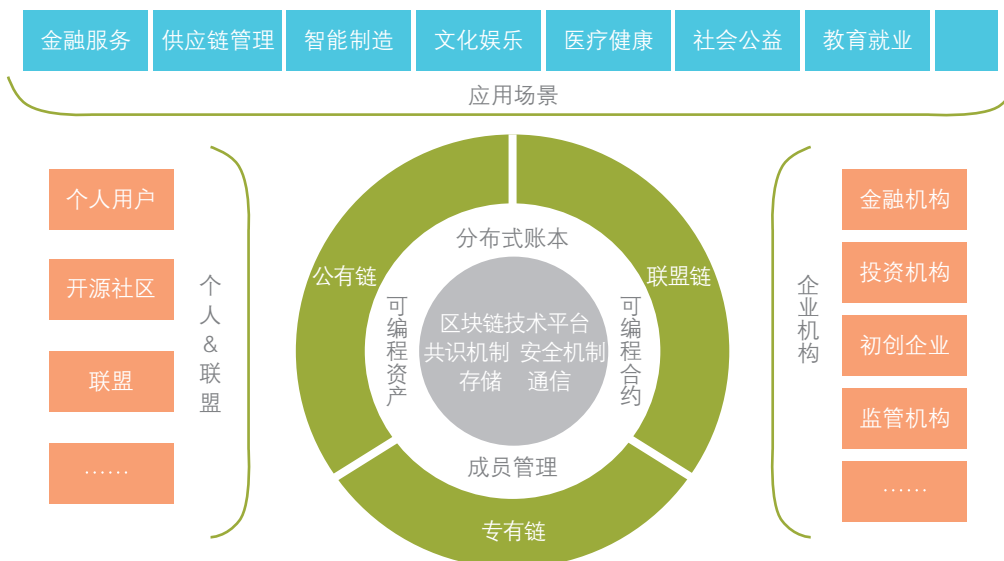 金融服务
供应链管理
智能制造
文化娱乐
医疗健康
社会公益
教育就业
应用场景
个人用户
开源社区
联盟
……
个人&联盟
公有链
联盟链
专有链
分布式账本
可编程资产
可编程合约
成员管理
区块链技术平台
共识机制 安全机制
存储 通信
企业机构
金融机构
投资机构
初创企业
监管机构
……